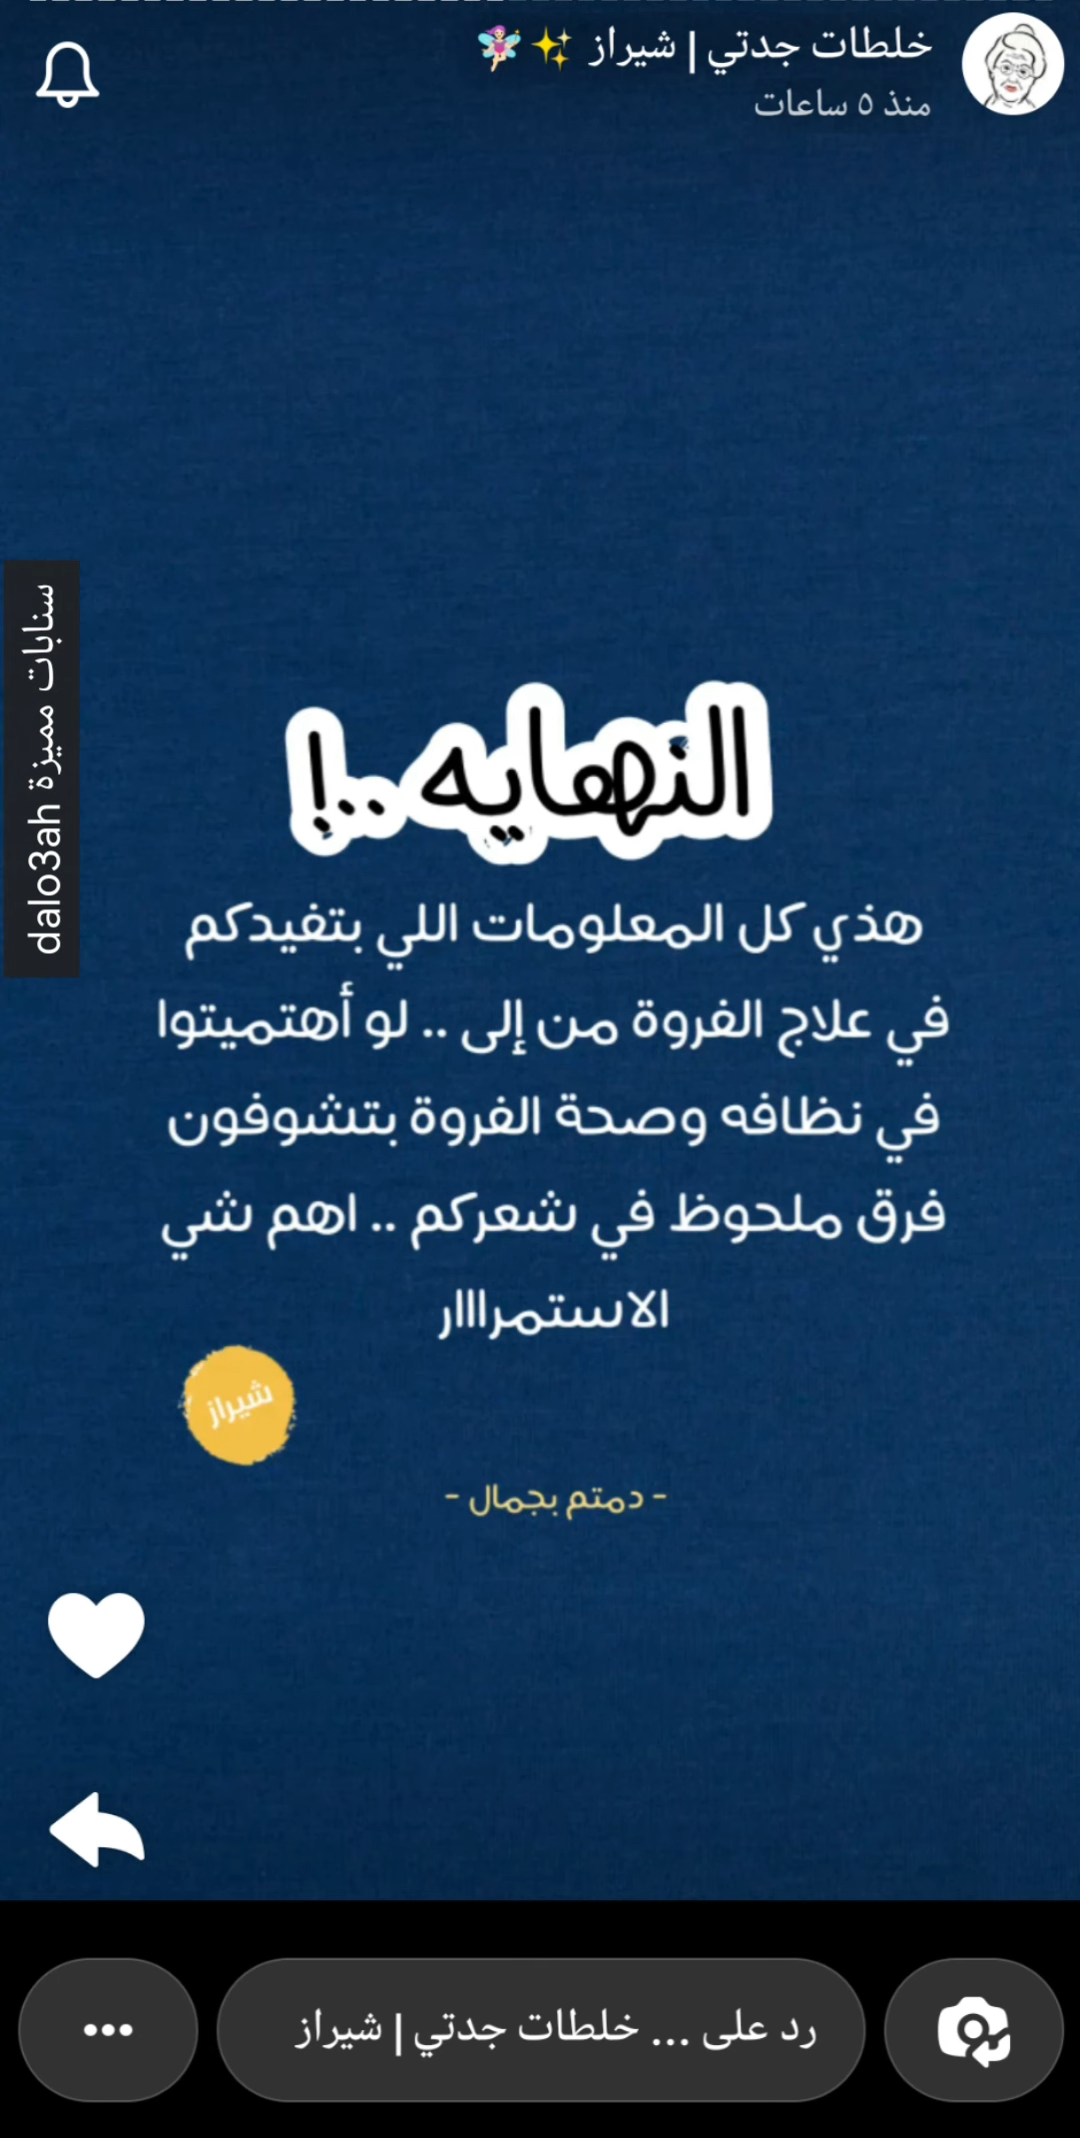 خلطات جدتي | شيراز ✨🧚🏻‍♀️
منذ ٥ ساعات
سنابات مميزة dalo3ah
النهايه ..!
هذي كل المعلومات اللي بتفيدكم
في علاج الفروة من إلى .. لو أهتميتوا
في نظافه وصحة الفروة بتشوفون
فرق ملحوظ في شعركم .. اهم شي
الاستمرااار
شيراز
- دمتم بجمال -
رد على ... خلطات جدتي | شيراز